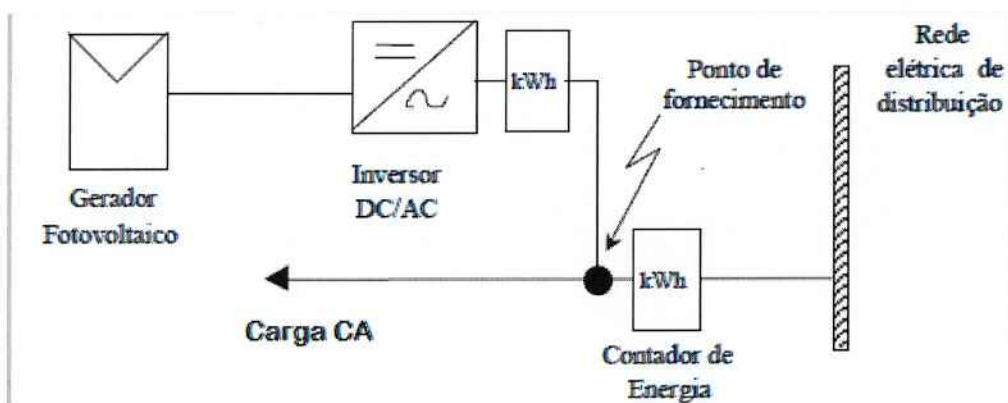 Gerador
Fotovoltaico
Inversor
DC/AC
kWh
Ponto de
fornecimento
Rede
elétrica de
distribuição
Carga CA
kWh
Contador de
Energia